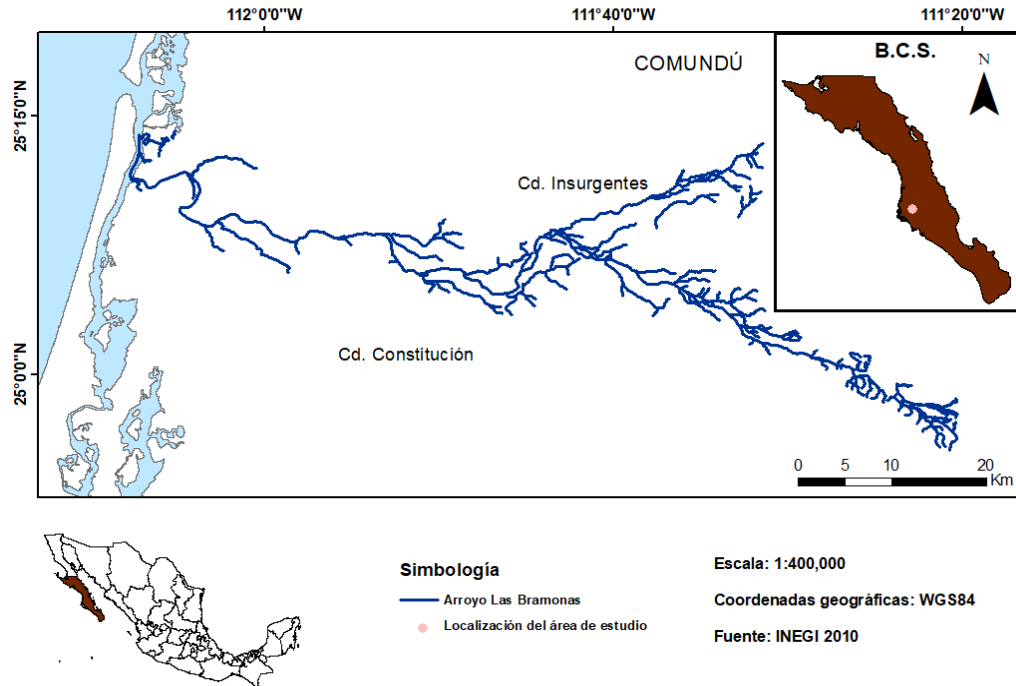 112°0'0"W
111°40'0"W
111°20'0"W
25°15'0"N
25°0'0"N
COMUNDÚ
B.C.S.
N
Cd. Insurgentes
Cd. Constitución
0 5 10 20
Km
Simbología
Arroyo Las Bramonas
Localización del área de estudio
Escala: 1:400,000
Coordenadas geográficas: WGS84
Fuente: INEGI 2010